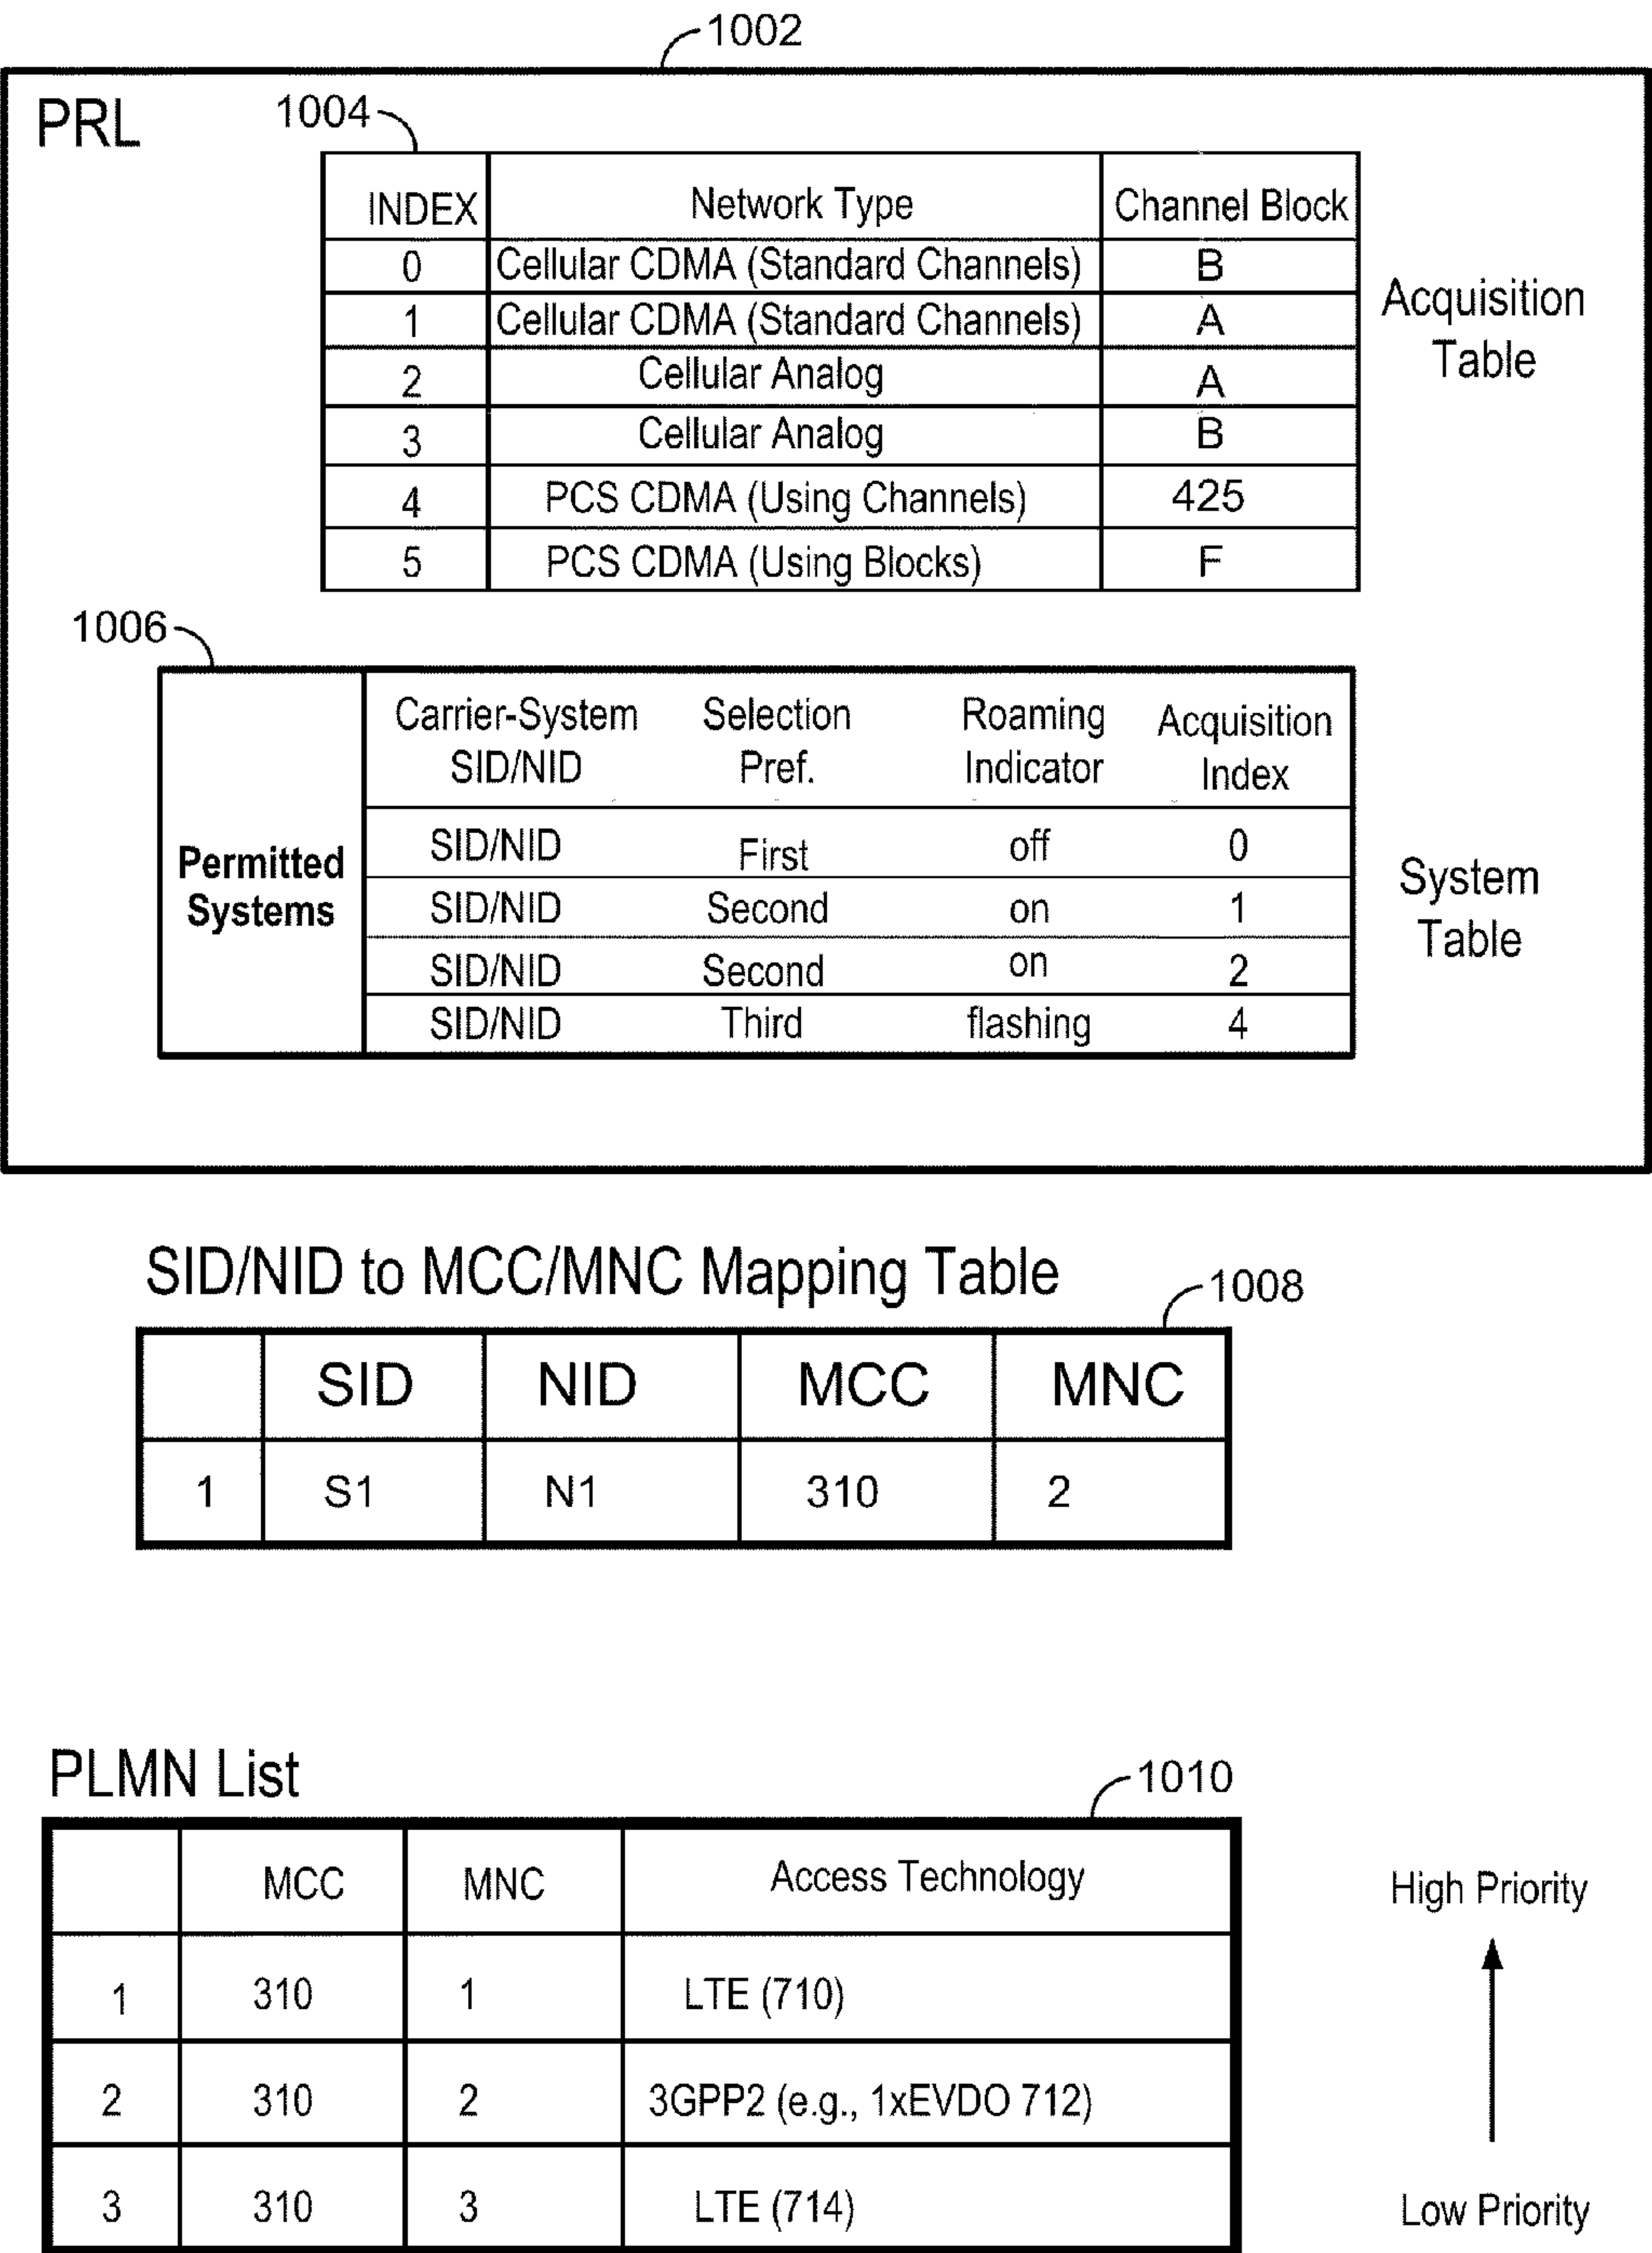 1002
PRL
1004
INDEX Network Type Channel Block
0 Cellular CDMA (Standard Channels) B
1 Cellular CDMA (Standard Channels) A
2 Cellular Analog A
3 Cellular Analog B
4 PCS CDMA (Using Channels) 425
5 PCS CDMA (Using Blocks) F
Acquisition
Table
1006
Permitted
Systems
Carrier-System Selection Roaming Acquisition
SID/NID Pref. Indicator Index
SID/NID First off 0
SID/NID Second on 1
SID/NID Second on 2
SID/NID Third flashing 4
System
Table
SID/NID to MCC/MNC Mapping Table
1008
SID NID MCC MNC
1 S1 N1 310 2
PLMN List
1010
MCC MNC Access Technology
1 310 1 LTE (710)
2 310 2 3GPP2 (e.g., 1xEVDO 712)
3 310 3 LTE (714)
High Priority
Low Priority